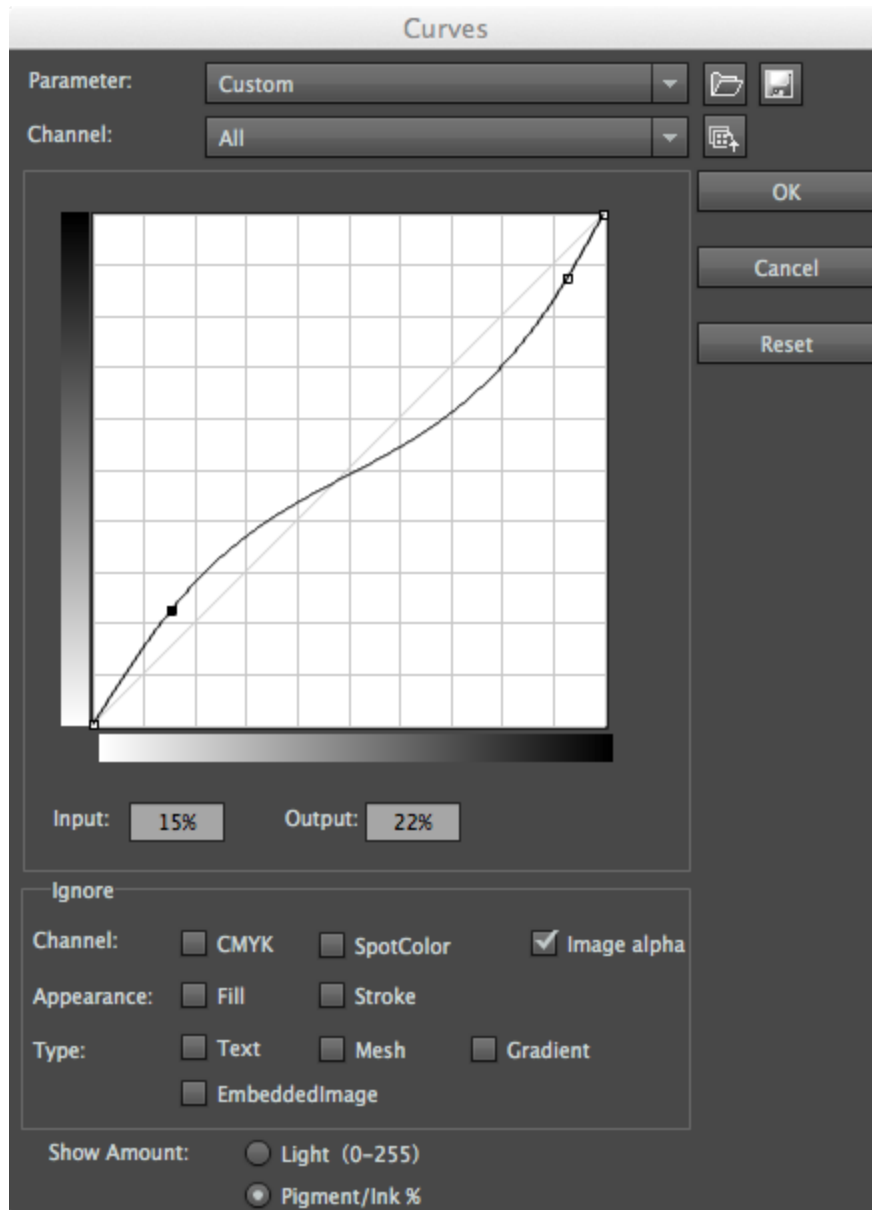 Curves
Parameter: Custom
Channel: All
OK
Cancel
Reset
Input: 15% Output: 22%
Ignore
Channel: CMYK SpotColor Image alpha
Appearance: Fill Stroke
Type: Text Mesh Gradient
EmbeddedImage
Show Amount: Light (0-255)
Pigment/Ink %